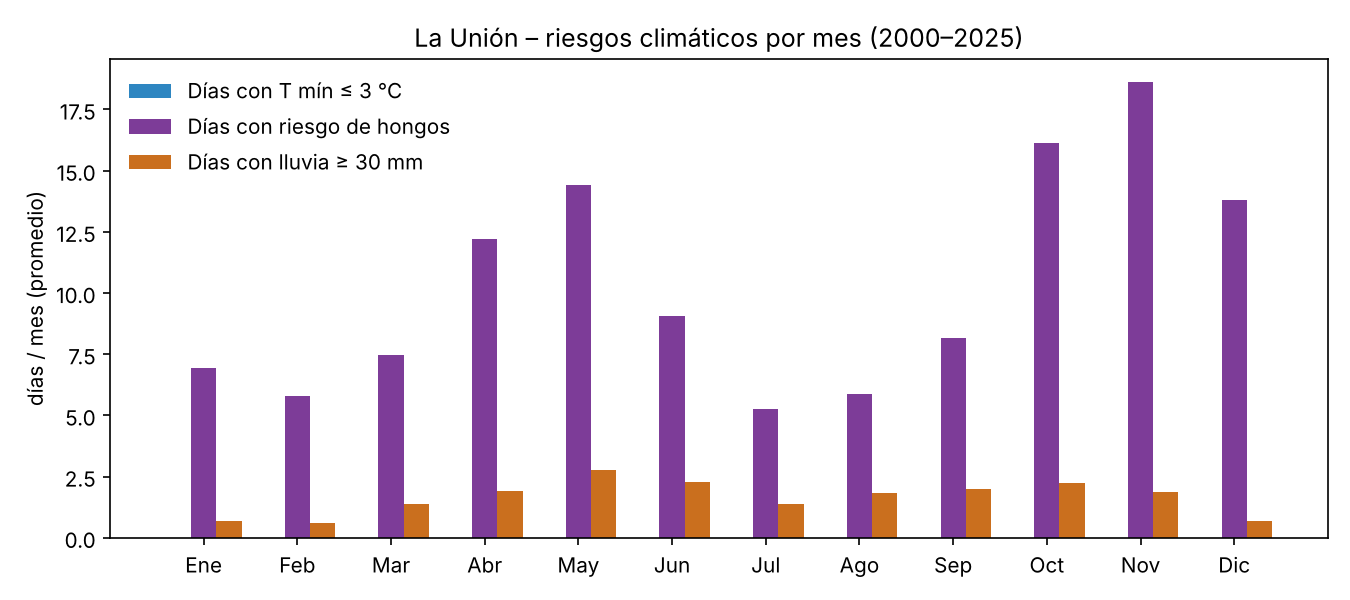 La Unión – riesgos climáticos por mes (2000–2025)
Días con T mín ≤ 3 °C
Días con riesgo de hongos
Días con lluvia ≥ 30 mm
días / mes (promedio)
17.5
15.0
12.5
10.0
7.5
5.0
2.5
0.0
Ene Feb Mar Abr May Jun Jul Ago Sep Oct Nov Dic